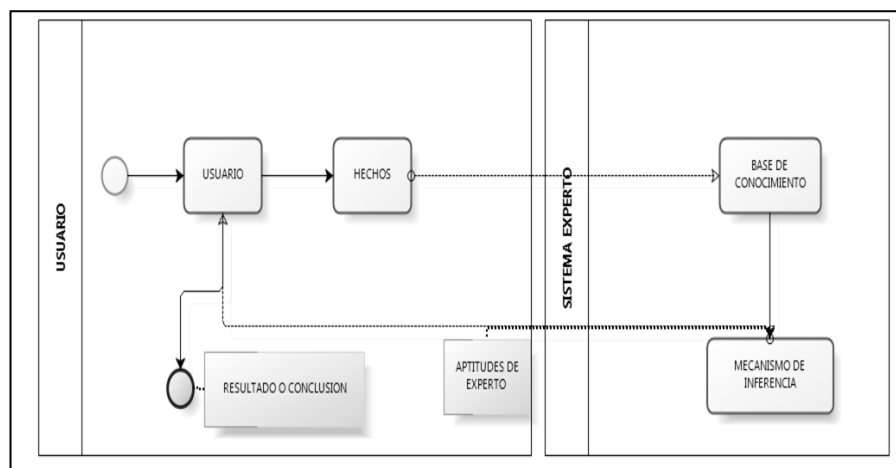 USUARIO
USUARIO
HECHOS
SISTEMA EXPERTO
BASE DE
CONOCIMIENTO
RESULTADO O CONCLUSION
APTITUDES DE
EXPERTO
MECANISMO DE
INFERENCIA